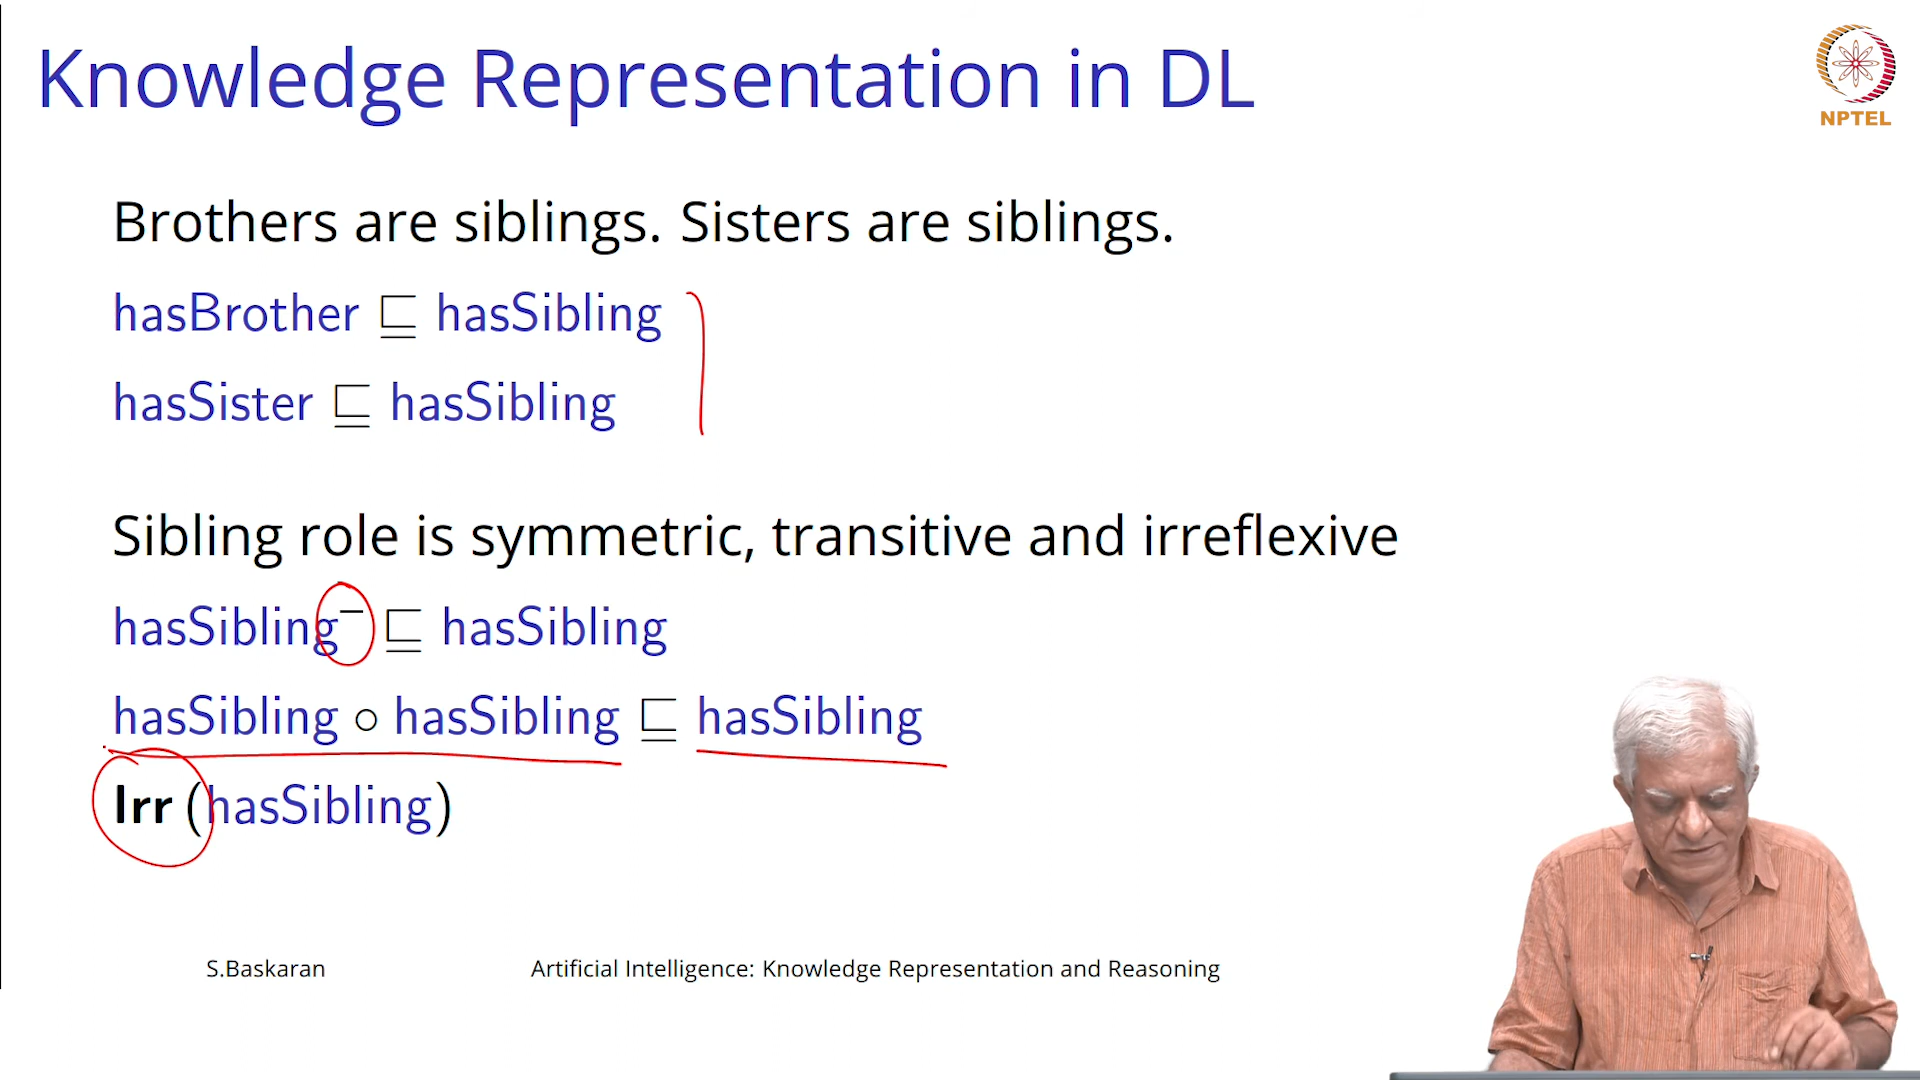 Knowledge Representation in DL
NPTEL
Brothers are siblings. Sisters are siblings.
hasBrother ⊑ hasSibling
hasSister ⊑ hasSibling
Sibling role is symmetric, transitive and irreflexive
hasSibling⁻ ⊑ hasSibling
hasSibling ∘ hasSibling ⊑ hasSibling
Irr (hasSibling)
S.Baskaran
Artificial Intelligence: Knowledge Representation and Reasoning